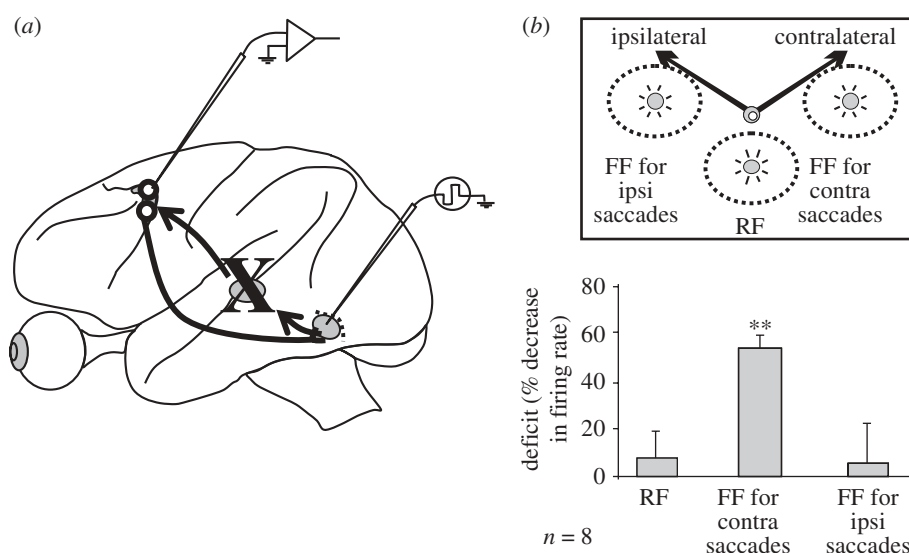 (a)
X
(b)
ipsilateral contralateral
FF for
ipsi
saccades
RF
FF for
contra
saccades
deficit (% decrease
in firing rate)
80
60
40
20
0
**
RF
FF for
contra
saccades
FF for
ipsi
saccades
n = 8